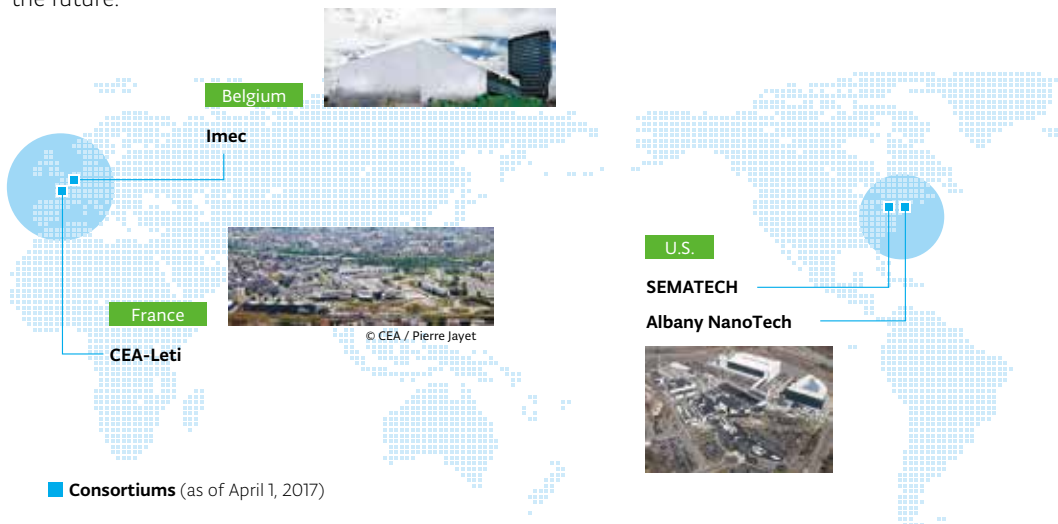 the future.
Belgium
Imec
U.S.
SEMATECH
Albany NanoTech
France
© CEA / Pierre Jayet
CEA-Leti
Consortiums (as of April 1, 2017)